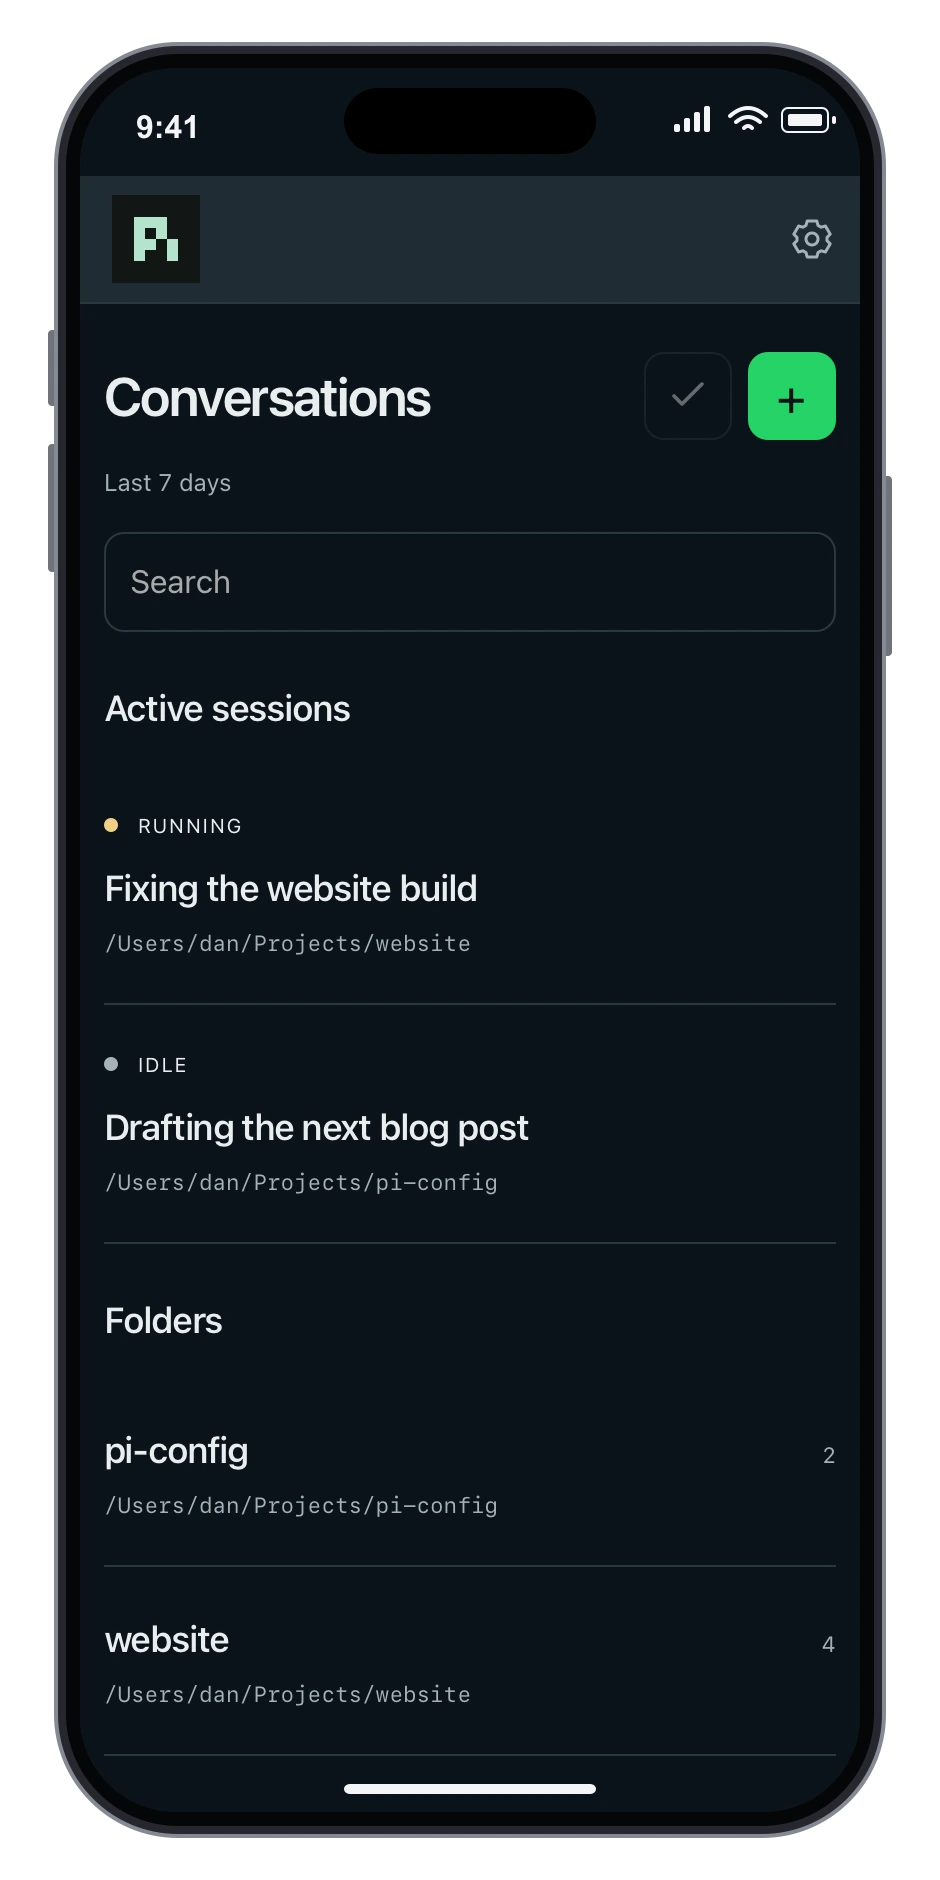 9:41
Conversations
+
Last 7 days
Search
Active sessions
RUNNING
Fixing the website build
/Users/dan/Projects/website
IDLE
Drafting the next blog post
/Users/dan/Projects/pi-config
Folders
pi-config 2
/Users/dan/Projects/pi-config
website 4
/Users/dan/Projects/website